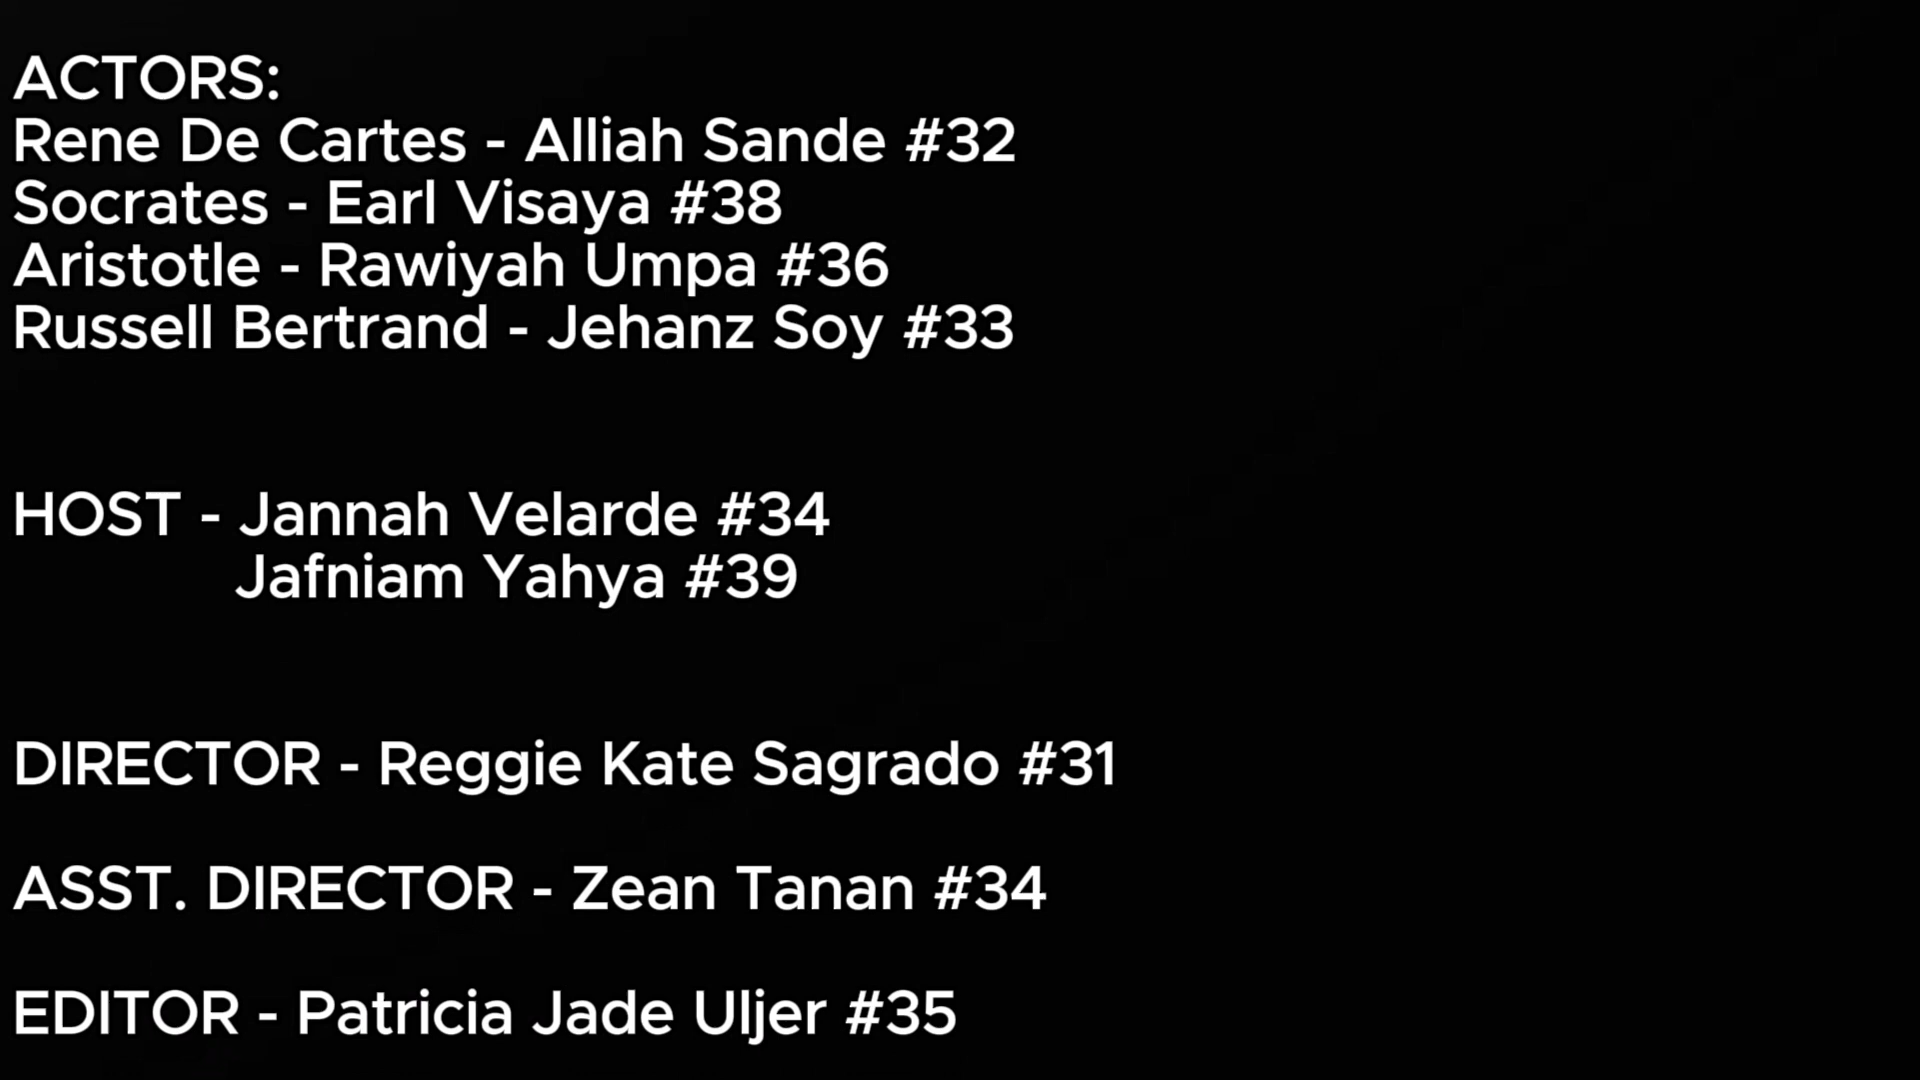 ACTORS:
Rene De Cartes - Alliah Sande #32
Socrates - Earl Visaya #38
Aristotle - Rawiyah Umpa #36
Russell Bertrand - Jehanz Soy #33
HOST - Jannah Velarde #34
Jafniam Yahya #39
DIRECTOR - Reggie Kate Sagrado #31
ASST. DIRECTOR - Zean Tanan #34
EDITOR - Patricia Jade Uljer #35